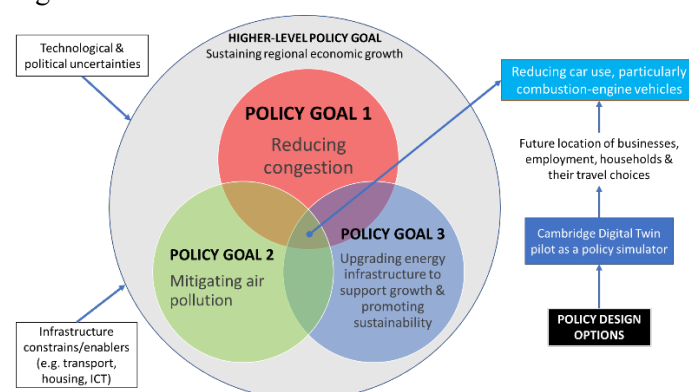 Technological &
political uncertainties
HIGHER-LEVEL POLICY GOAL
Sustaining regional economic growth
POLICY GOAL 1
Reducing
congestion
POLICY GOAL 2
Mitigating air
pollution
POLICY GOAL 3
Upgrading energy
infrastructure to
support growth &
promoting
sustainability
Infrastructure
constrains/enablers
(e.g. transport,
housing, ICT)
Reducing car use, particularly
combustion-engine vehicles
Future location of businesses,
employment, households &
their travel choices
Cambridge Digital Twin
pilot as a policy simulator
POLICY DESIGN
OPTIONS